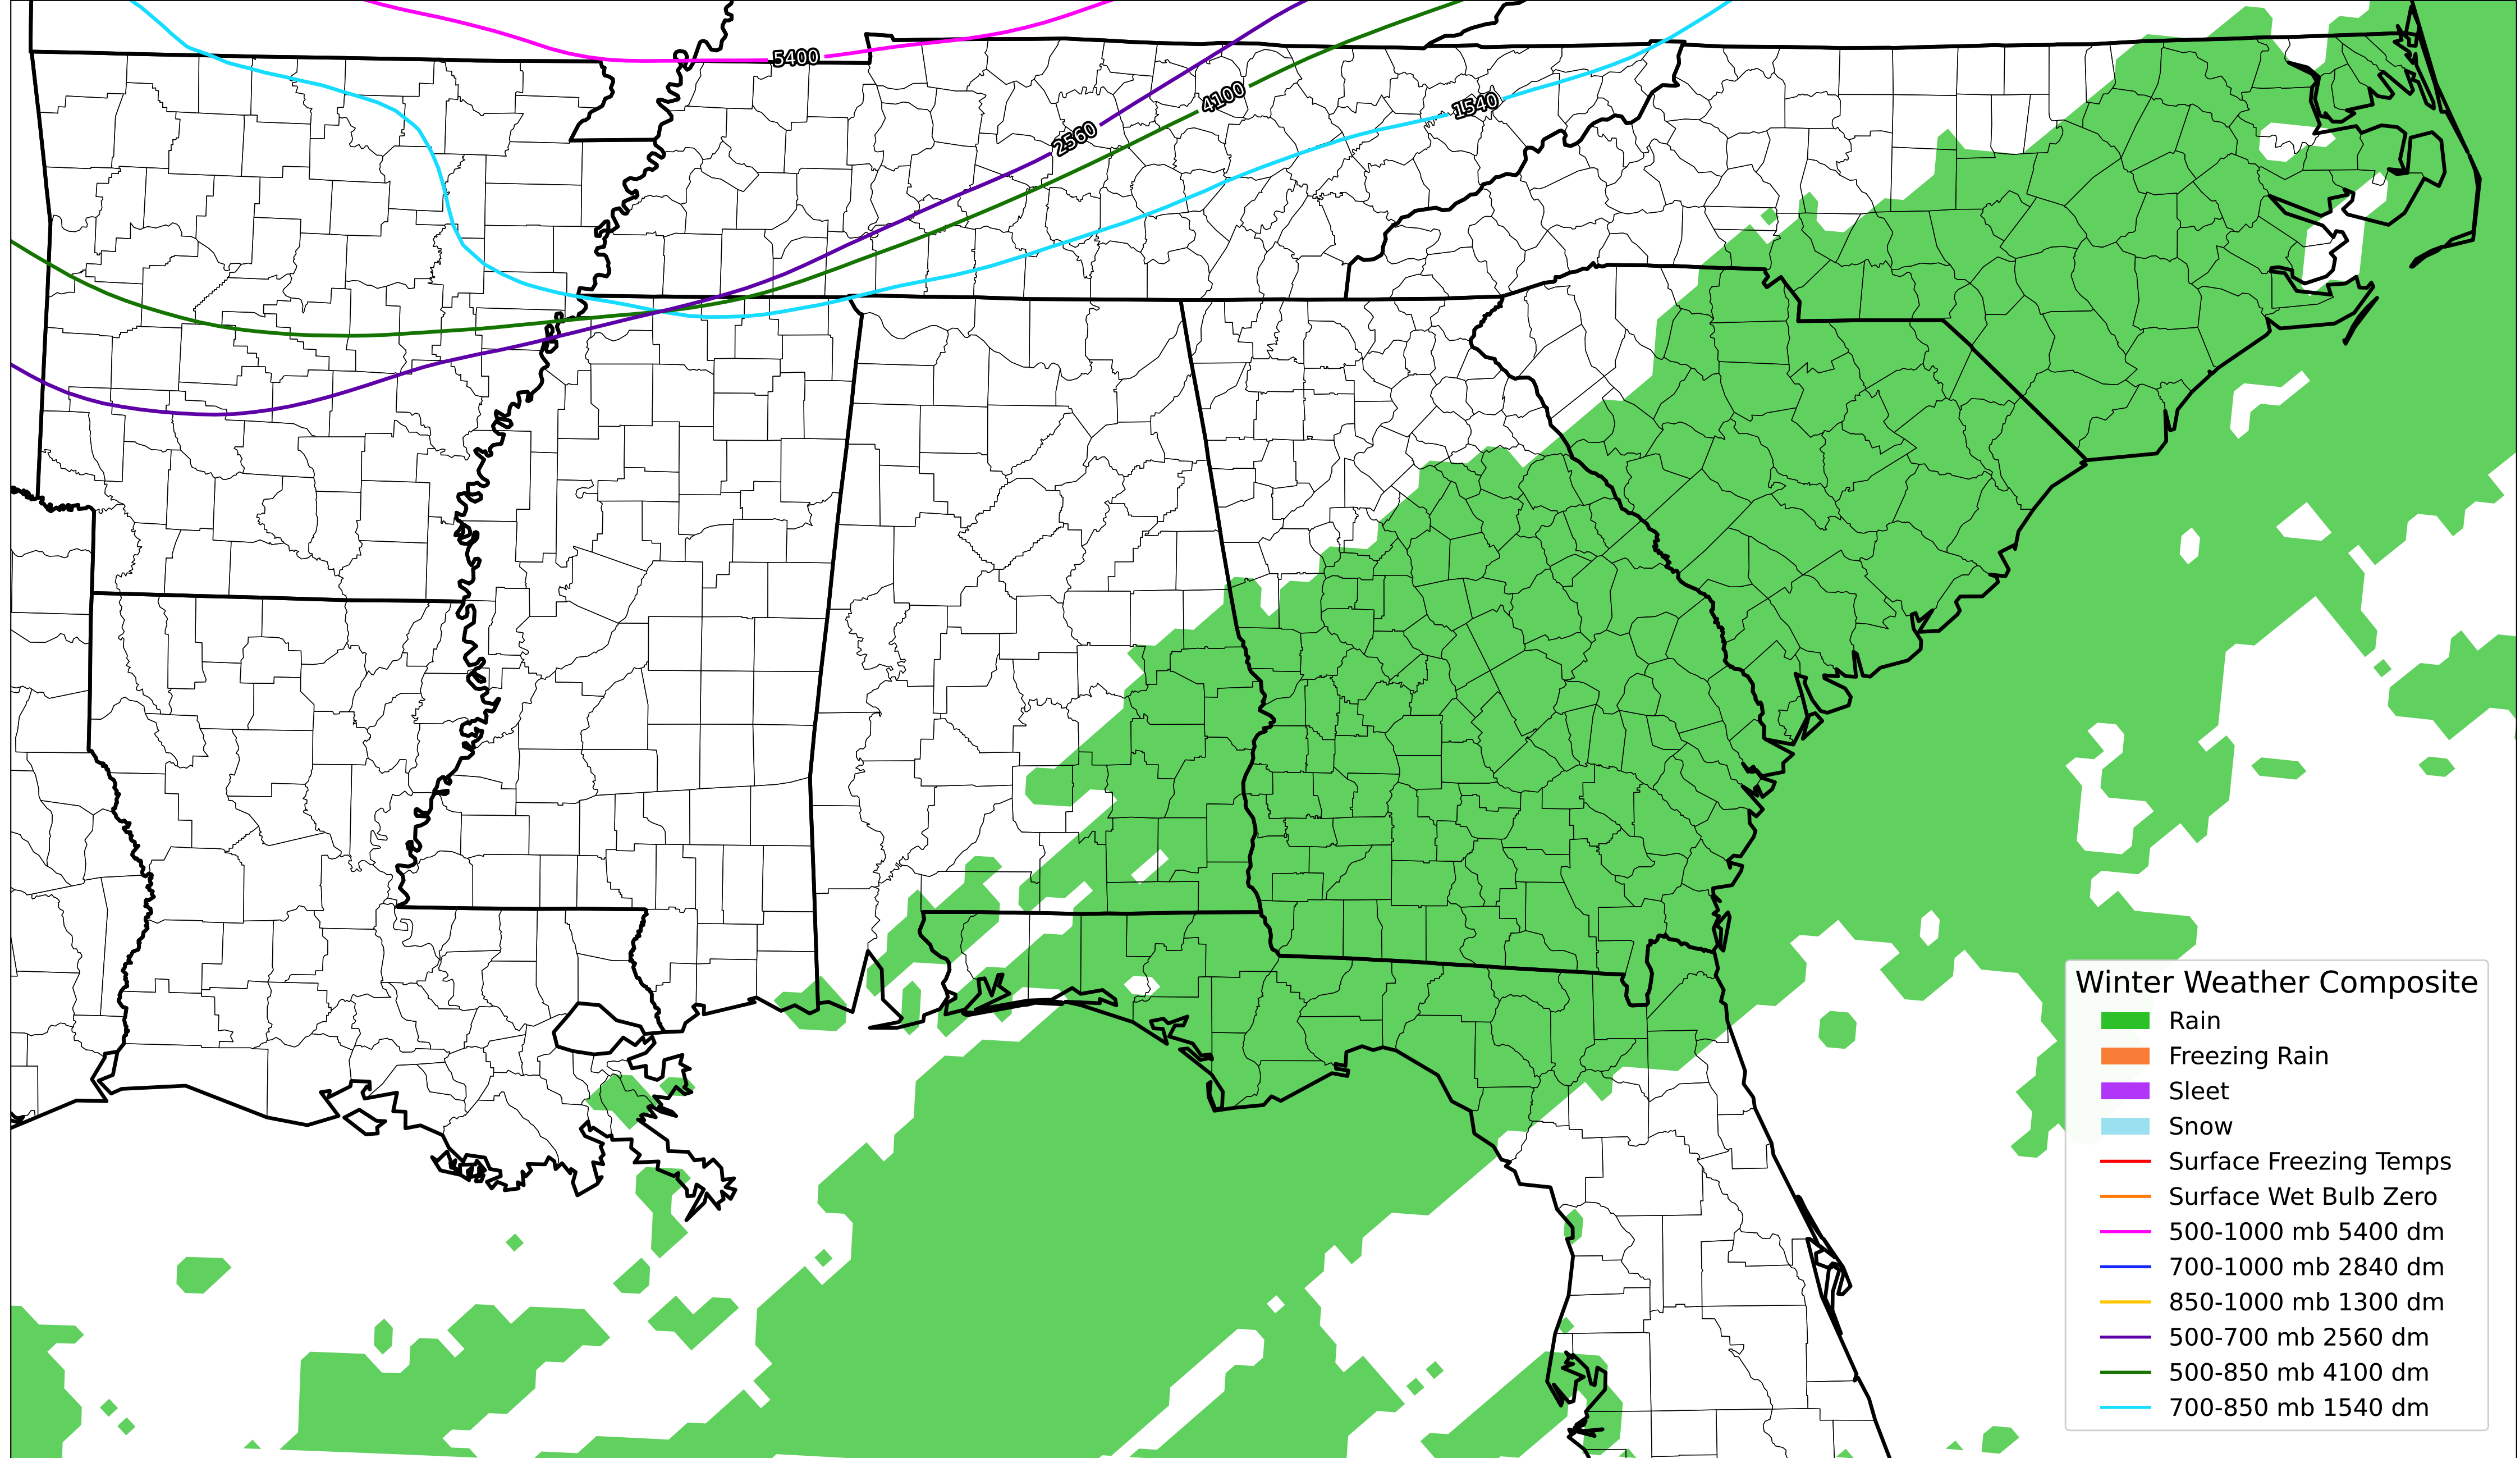 5400
4100
1540
2560
Winter Weather Composite
Rain
Freezing Rain
Sleet
Snow
Surface Freezing Temps
Surface Wet Bulb Zero
500-1000 mb 5400 dm
700-1000 mb 2840 dm
850-1000 mb 1300 dm
500-700 mb 2560 dm
500-850 mb 4100 dm
700-850 mb 1540 dm